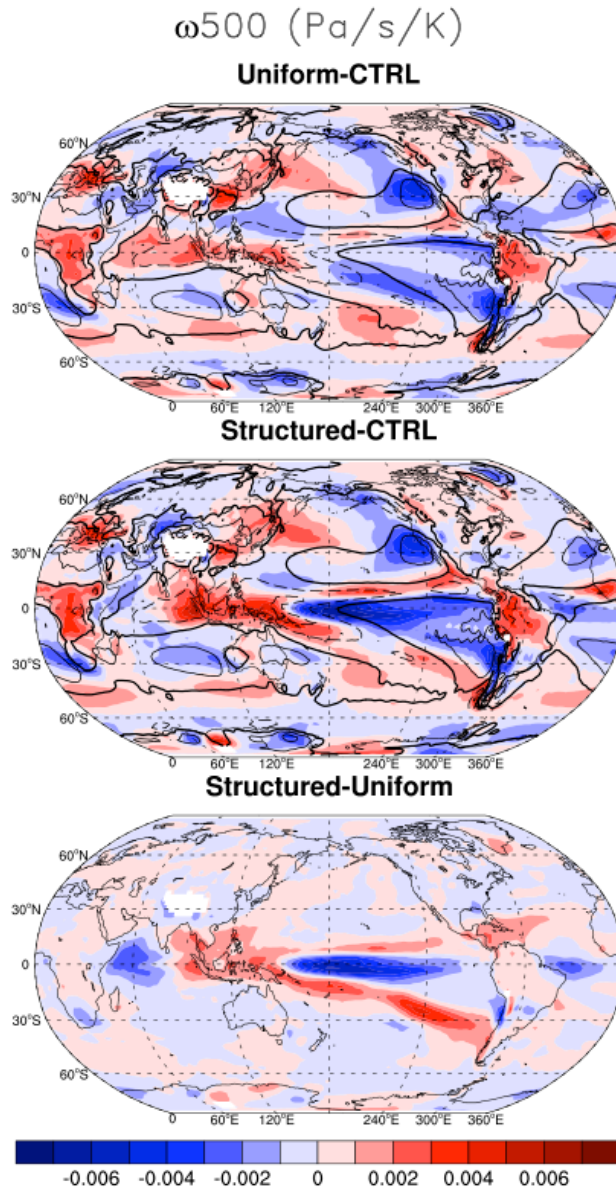 ω500 (Pa/s/K)
Uniform-CTRL
60°N
30°N
0
30°S
60°S
0 60°E 120°E 240°E 300°E 360°E
Structured-CTRL
60°N
30°N
0
30°S
60°S
0 60°E 120°E 240°E 300°E 360°E
Structured-Uniform
60°N
30°N
0
30°S
60°S
0 60°E 120°E 240°E 300°E 360°E
-0.006 -0.004 -0.002 0 0.002 0.004 0.006